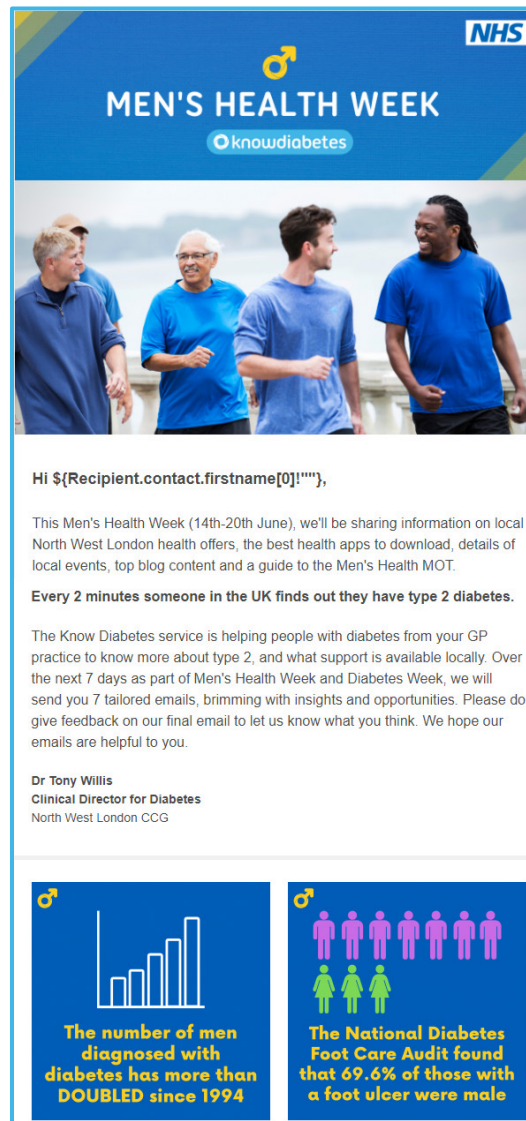 NHS
MEN'S HEALTH WEEK
knowdiabetes
Hi ${Recipient.contact.firstname[0]!""},
This Men's Health Week (14th-20th June), we'll be sharing information on local
North West London health offers, the best health apps to download, details of
local events, top blog content and a guide to the Men's Health MOT.
Every 2 minutes someone in the UK finds out they have type 2 diabetes.
The Know Diabetes service is helping people with diabetes from your GP
practice to know more about type 2, and what support is available locally. Over
the next 7 days as part of Men's Health Week and Diabetes Week, we will
send you 7 tailored emails, brimming with insights and opportunities. Please do
give feedback on our final email to let us know what you think. We hope our
emails are helpful to you.
Dr Tony Willis
Clinical Director for Diabetes
North West London CCG
The number of men
diagnosed with
diabetes has more than
DOUBLED since 1994
The National Diabetes
Foot Care Audit found
that 69.6% of those with
a foot ulcer were male